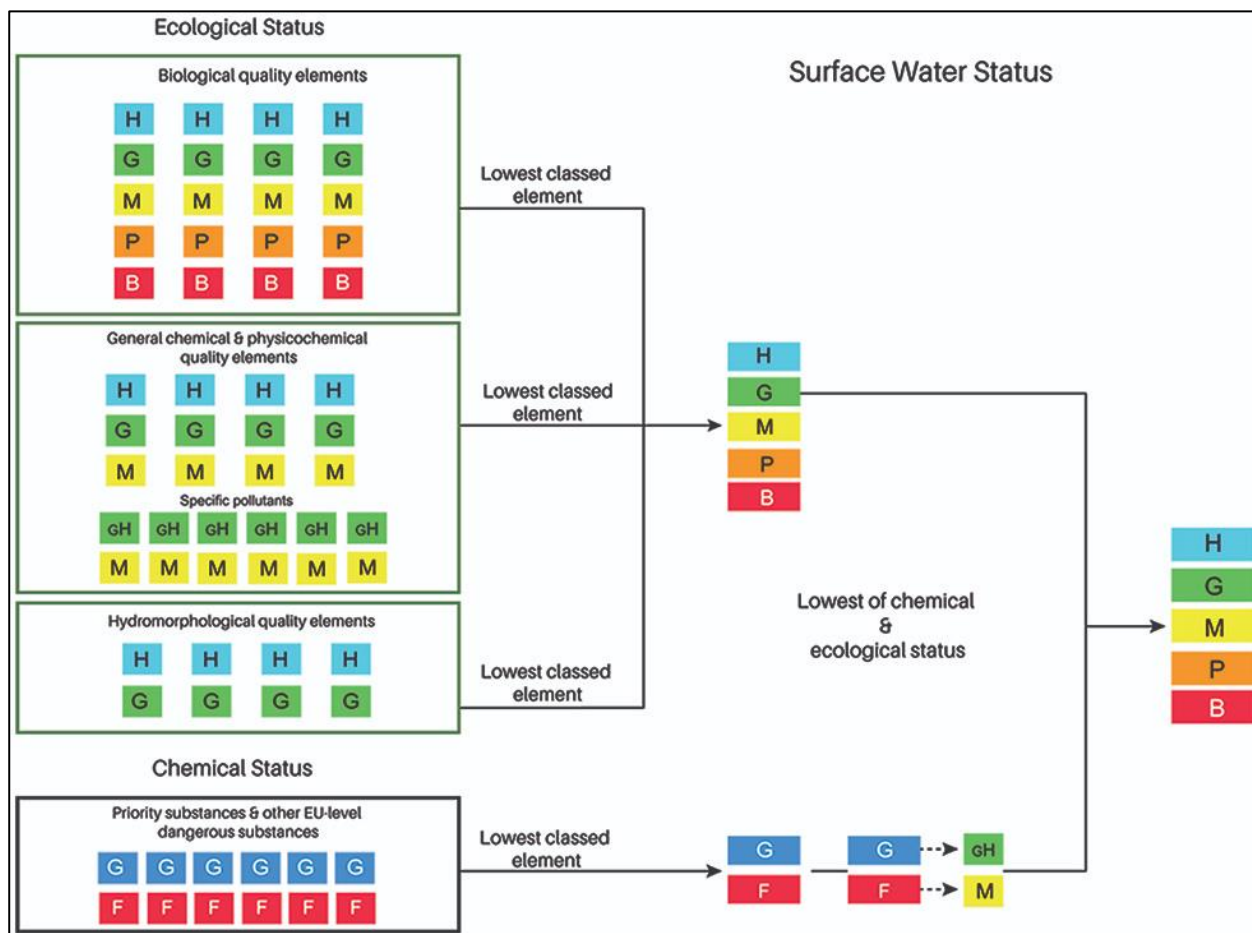 Ecological Status
Surface Water Status
Biological quality elements
H H H H
G G G G
M M M M
P P P P
B B B B
Lowest classed
element
General chemical & physicochemical
quality elements
H H H H
G G G G
M M M M
Specific pollutants
GH GH GH GH GH GH
M M M M M M
Lowest classed
element
Hydromorphological quality elements
H H H H
G G G G
Lowest classed
element
H
G
M
P
B
Lowest of chemical
&
ecological status
H
G
M
P
B
Chemical Status
Priority substances & other EU-level
dangerous substances
G G G G G G
F F F F F F
Lowest classed
element
G G GH
F F M